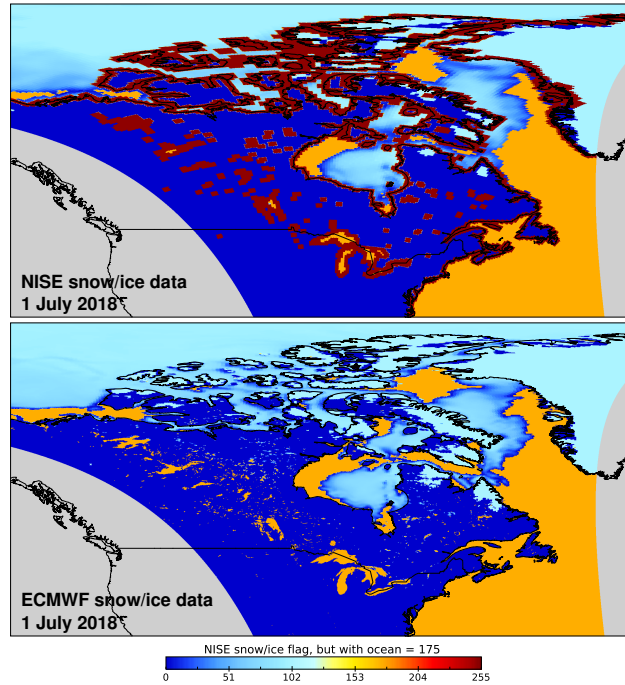 NISE snow/ice data
1 July 2018
ECMWF snow/ice data
1 July 2018
NISE snow/ice flag, but with ocean = 175
0 51 102 153 204 255